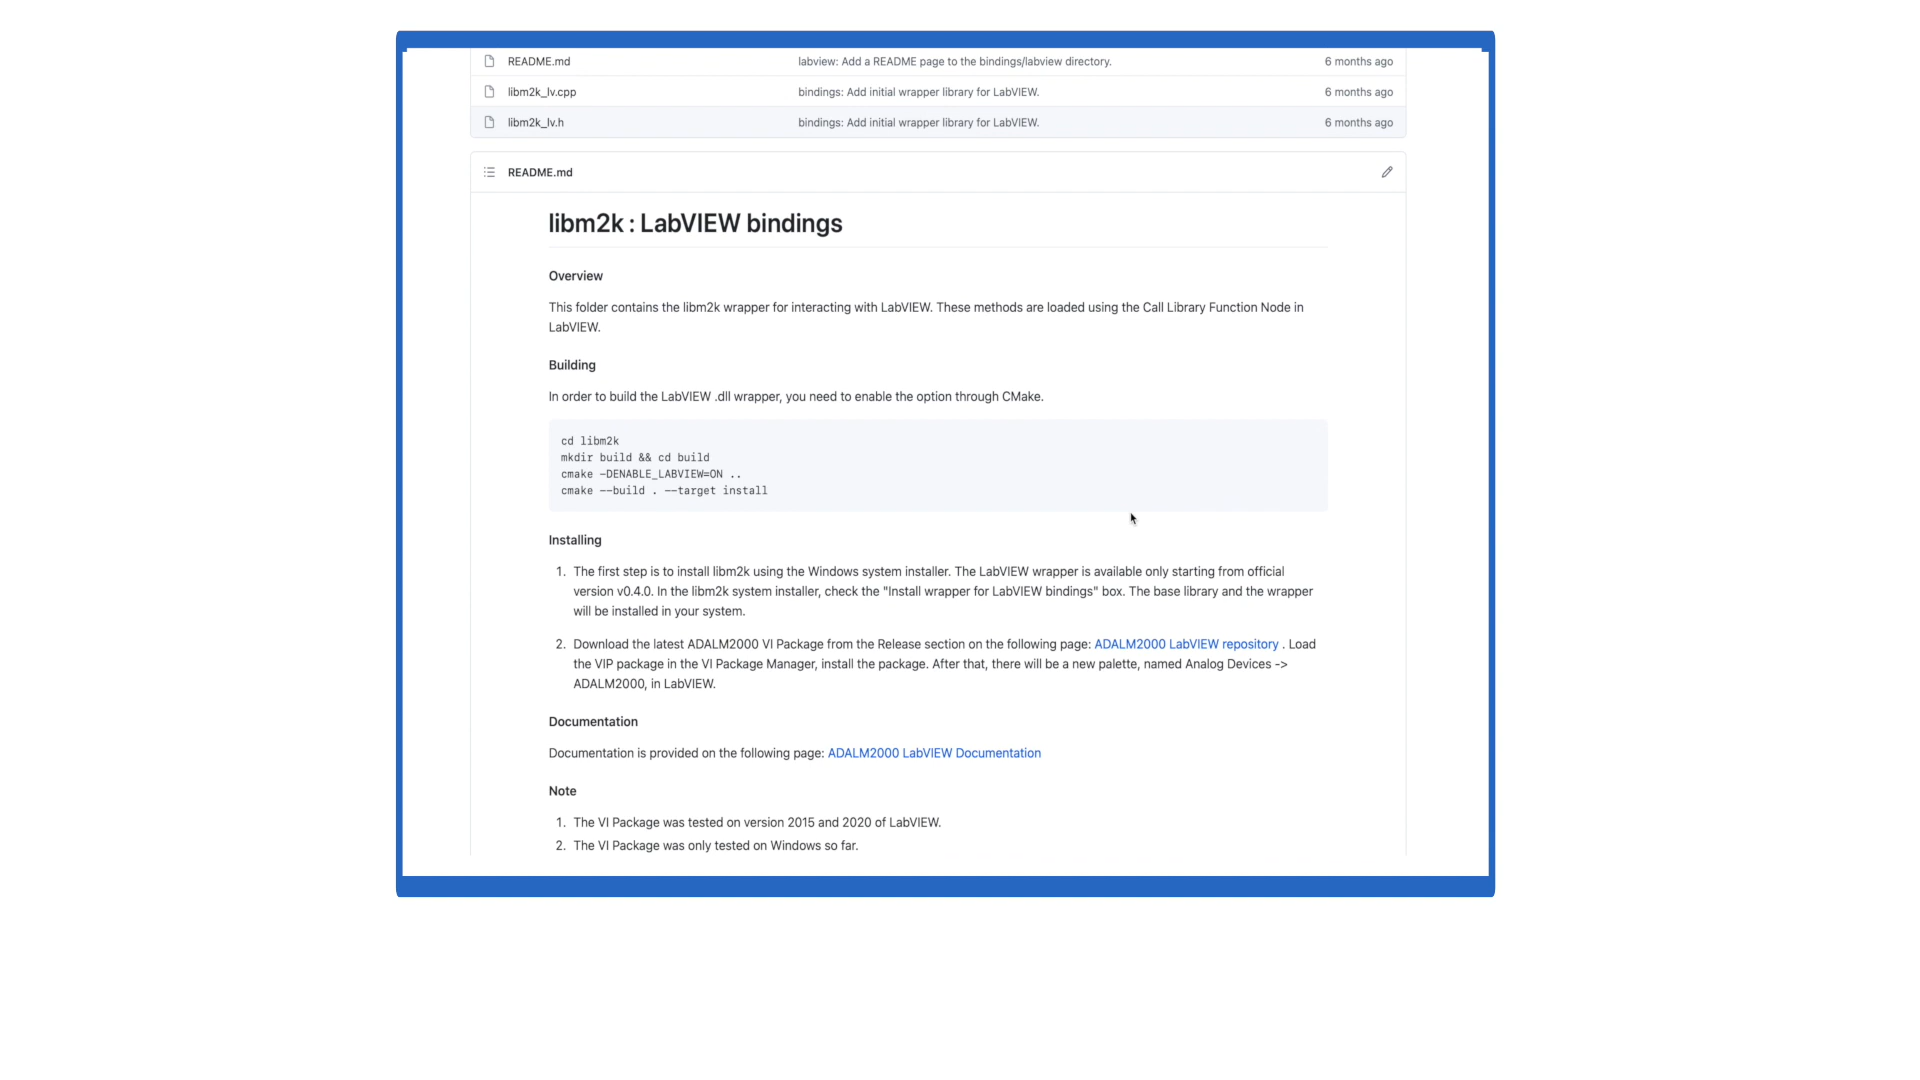 README.md labview: Add a README page to the bindings/labview directory. 6 months ago
libm2k_lv.cpp bindings: Add initial wrapper library for LabVIEW. 6 months ago
libm2k_lv.h bindings: Add initial wrapper library for LabVIEW. 6 months ago
README.md
libm2k : LabVIEW bindings
Overview
This folder contains the libm2k wrapper for interacting with LabVIEW. These methods are loaded using the Call Library Function Node in
LabVIEW.
Building
In order to build the LabVIEW .dll wrapper, you need to enable the option through CMake.
cd libm2k
mkdir build && cd build
cmake -DENABLE_LABVIEW=ON ..
cmake --build . --target install
Installing
1. The first step is to install libm2k using the Windows system installer. The LabVIEW wrapper is available only starting from official
version v0.4.0. In the libm2k system installer, check the "Install wrapper for LabVIEW bindings" box. The base library and the wrapper
will be installed in your system.
2. Download the latest ADALM2000 VI Package from the Release section on the following page: ADALM2000 LabVIEW repository . Load
the VIP package in the VI Package Manager, install the package. After that, there will be a new palette, named Analog Devices ->
ADALM2000, in LabVIEW.
Documentation
Documentation is provided on the following page: ADALM2000 LabVIEW Documentation
Note
1. The VI Package was tested on version 2015 and 2020 of LabVIEW.
2. The VI Package was only tested on Windows so far.